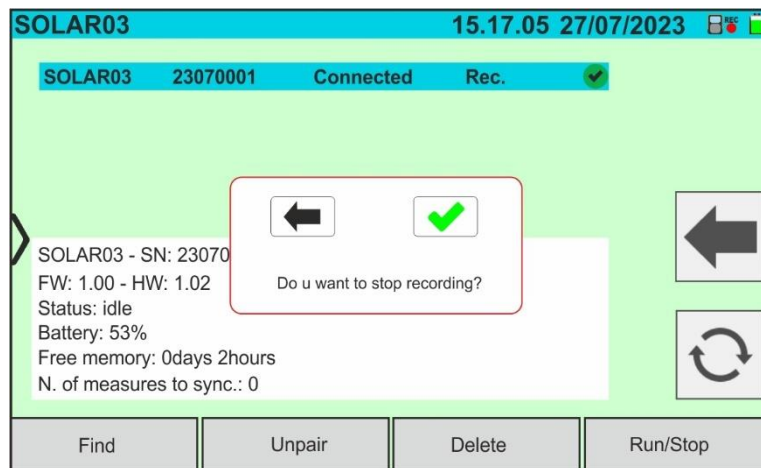 SOLAR03 15.17.05 27/07/2023 REC
SOLAR03 23070001 Connected Rec.
Do u want to stop recording?
SOLAR03 - SN: 23070
FW: 1.00 - HW: 1.02
Status: idle
Battery: 53%
Free memory: 0days 2hours
N. of measures to sync.: 0
Find Unpair Delete Run/Stop